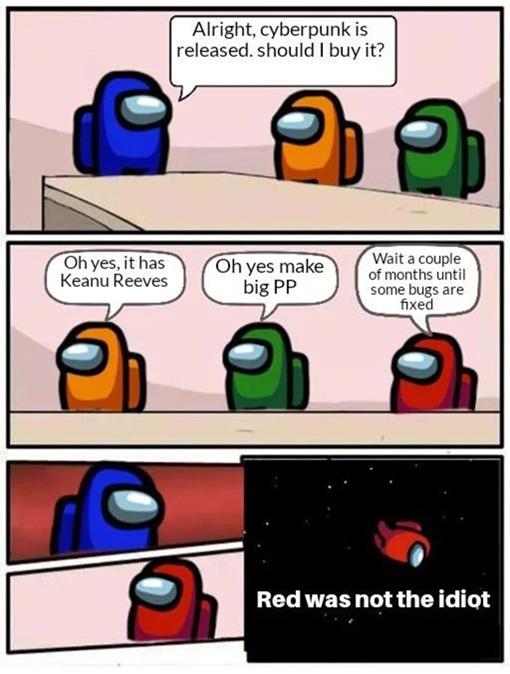 Alright, cyberpunk is
released. should I buy it?
Oh yes, it has
Keanu Reeves
Oh yes make
big PP
Wait a couple
of months until
some bugs are
fixed
Red was not the idiot